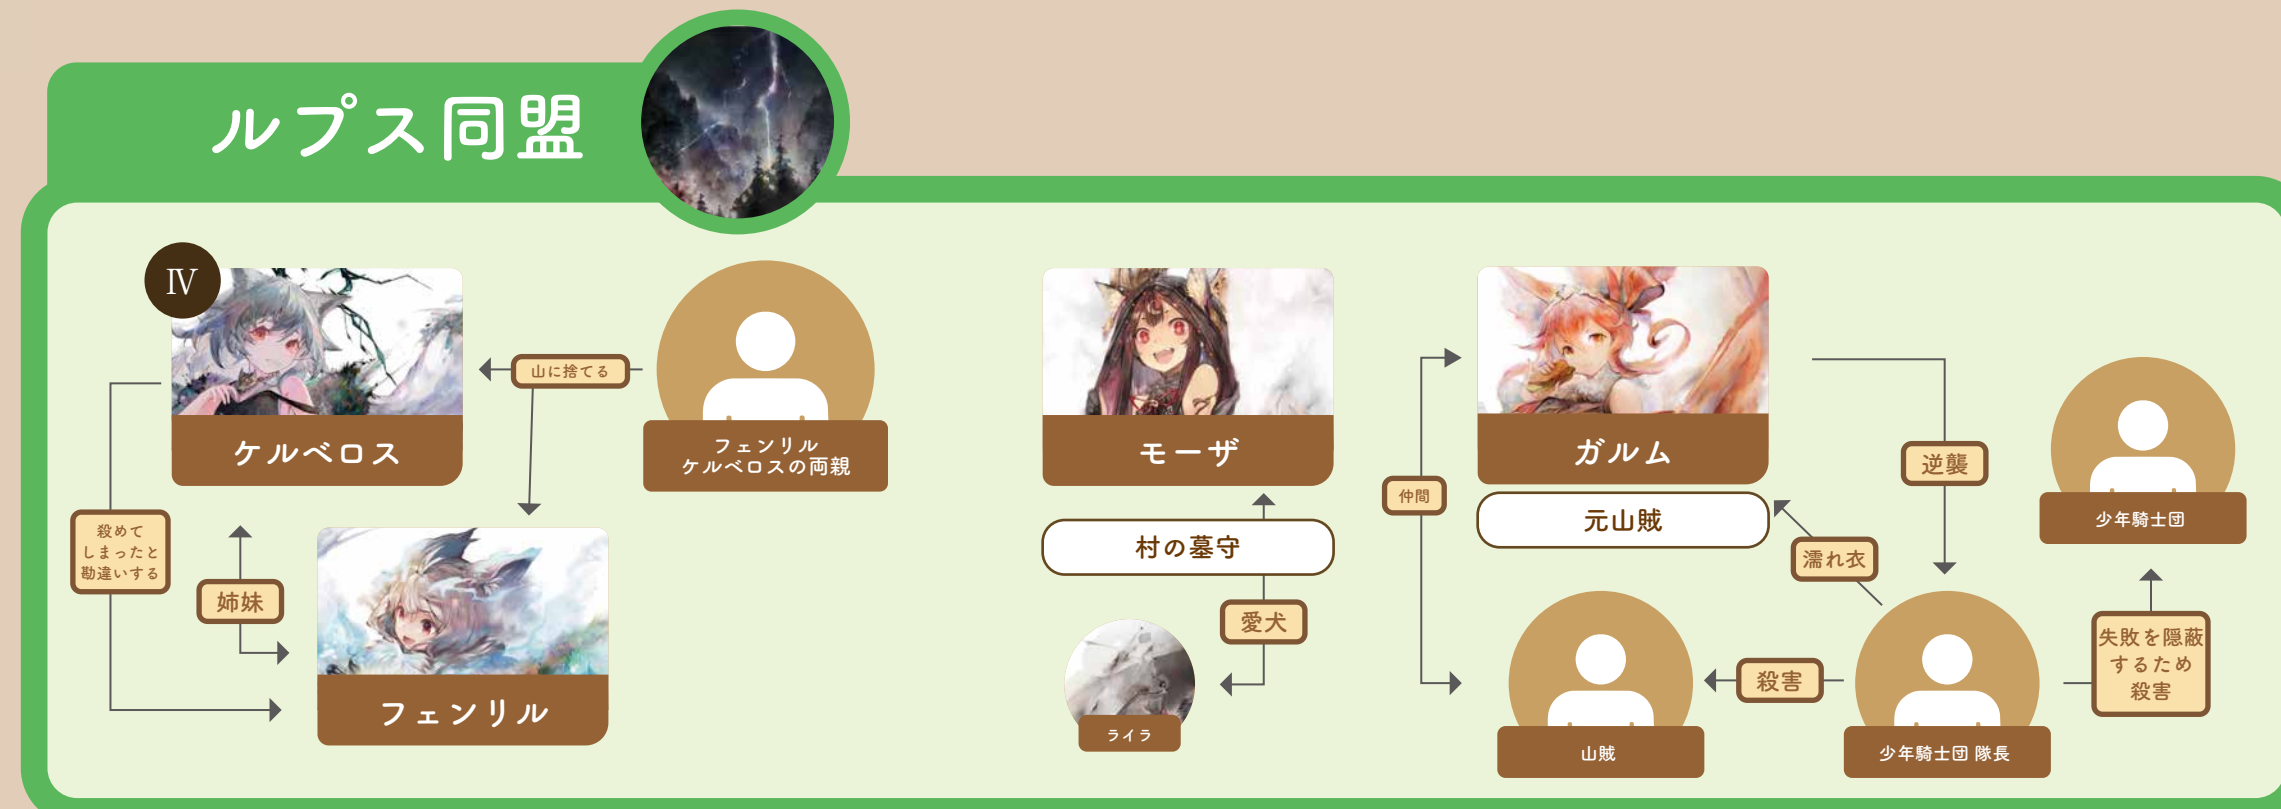 ルプス同盟
Ⅳ
ケルベロス
山に捨てる
フェンリル
ケルベロスの両親
殺めて
しまったと
勘違いする
姉妹
フェンリル
モーザ
村の墓守
愛犬
ライラ
仲間
ガルム
元山賊
逆襲
濡れ衣
少年騎士団
山賊
殺害
少年騎士団 隊長
失敗を隠蔽
するため
殺害